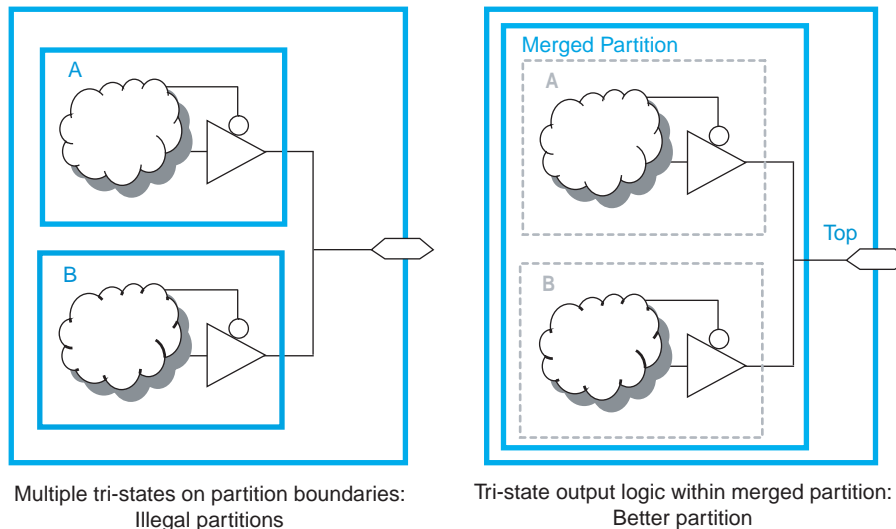 A
B
Multiple tri-states on partition boundaries:
Illegal partitions
Merged Partition
A
Top
B
Tri-state output logic within merged partition:
Better partition